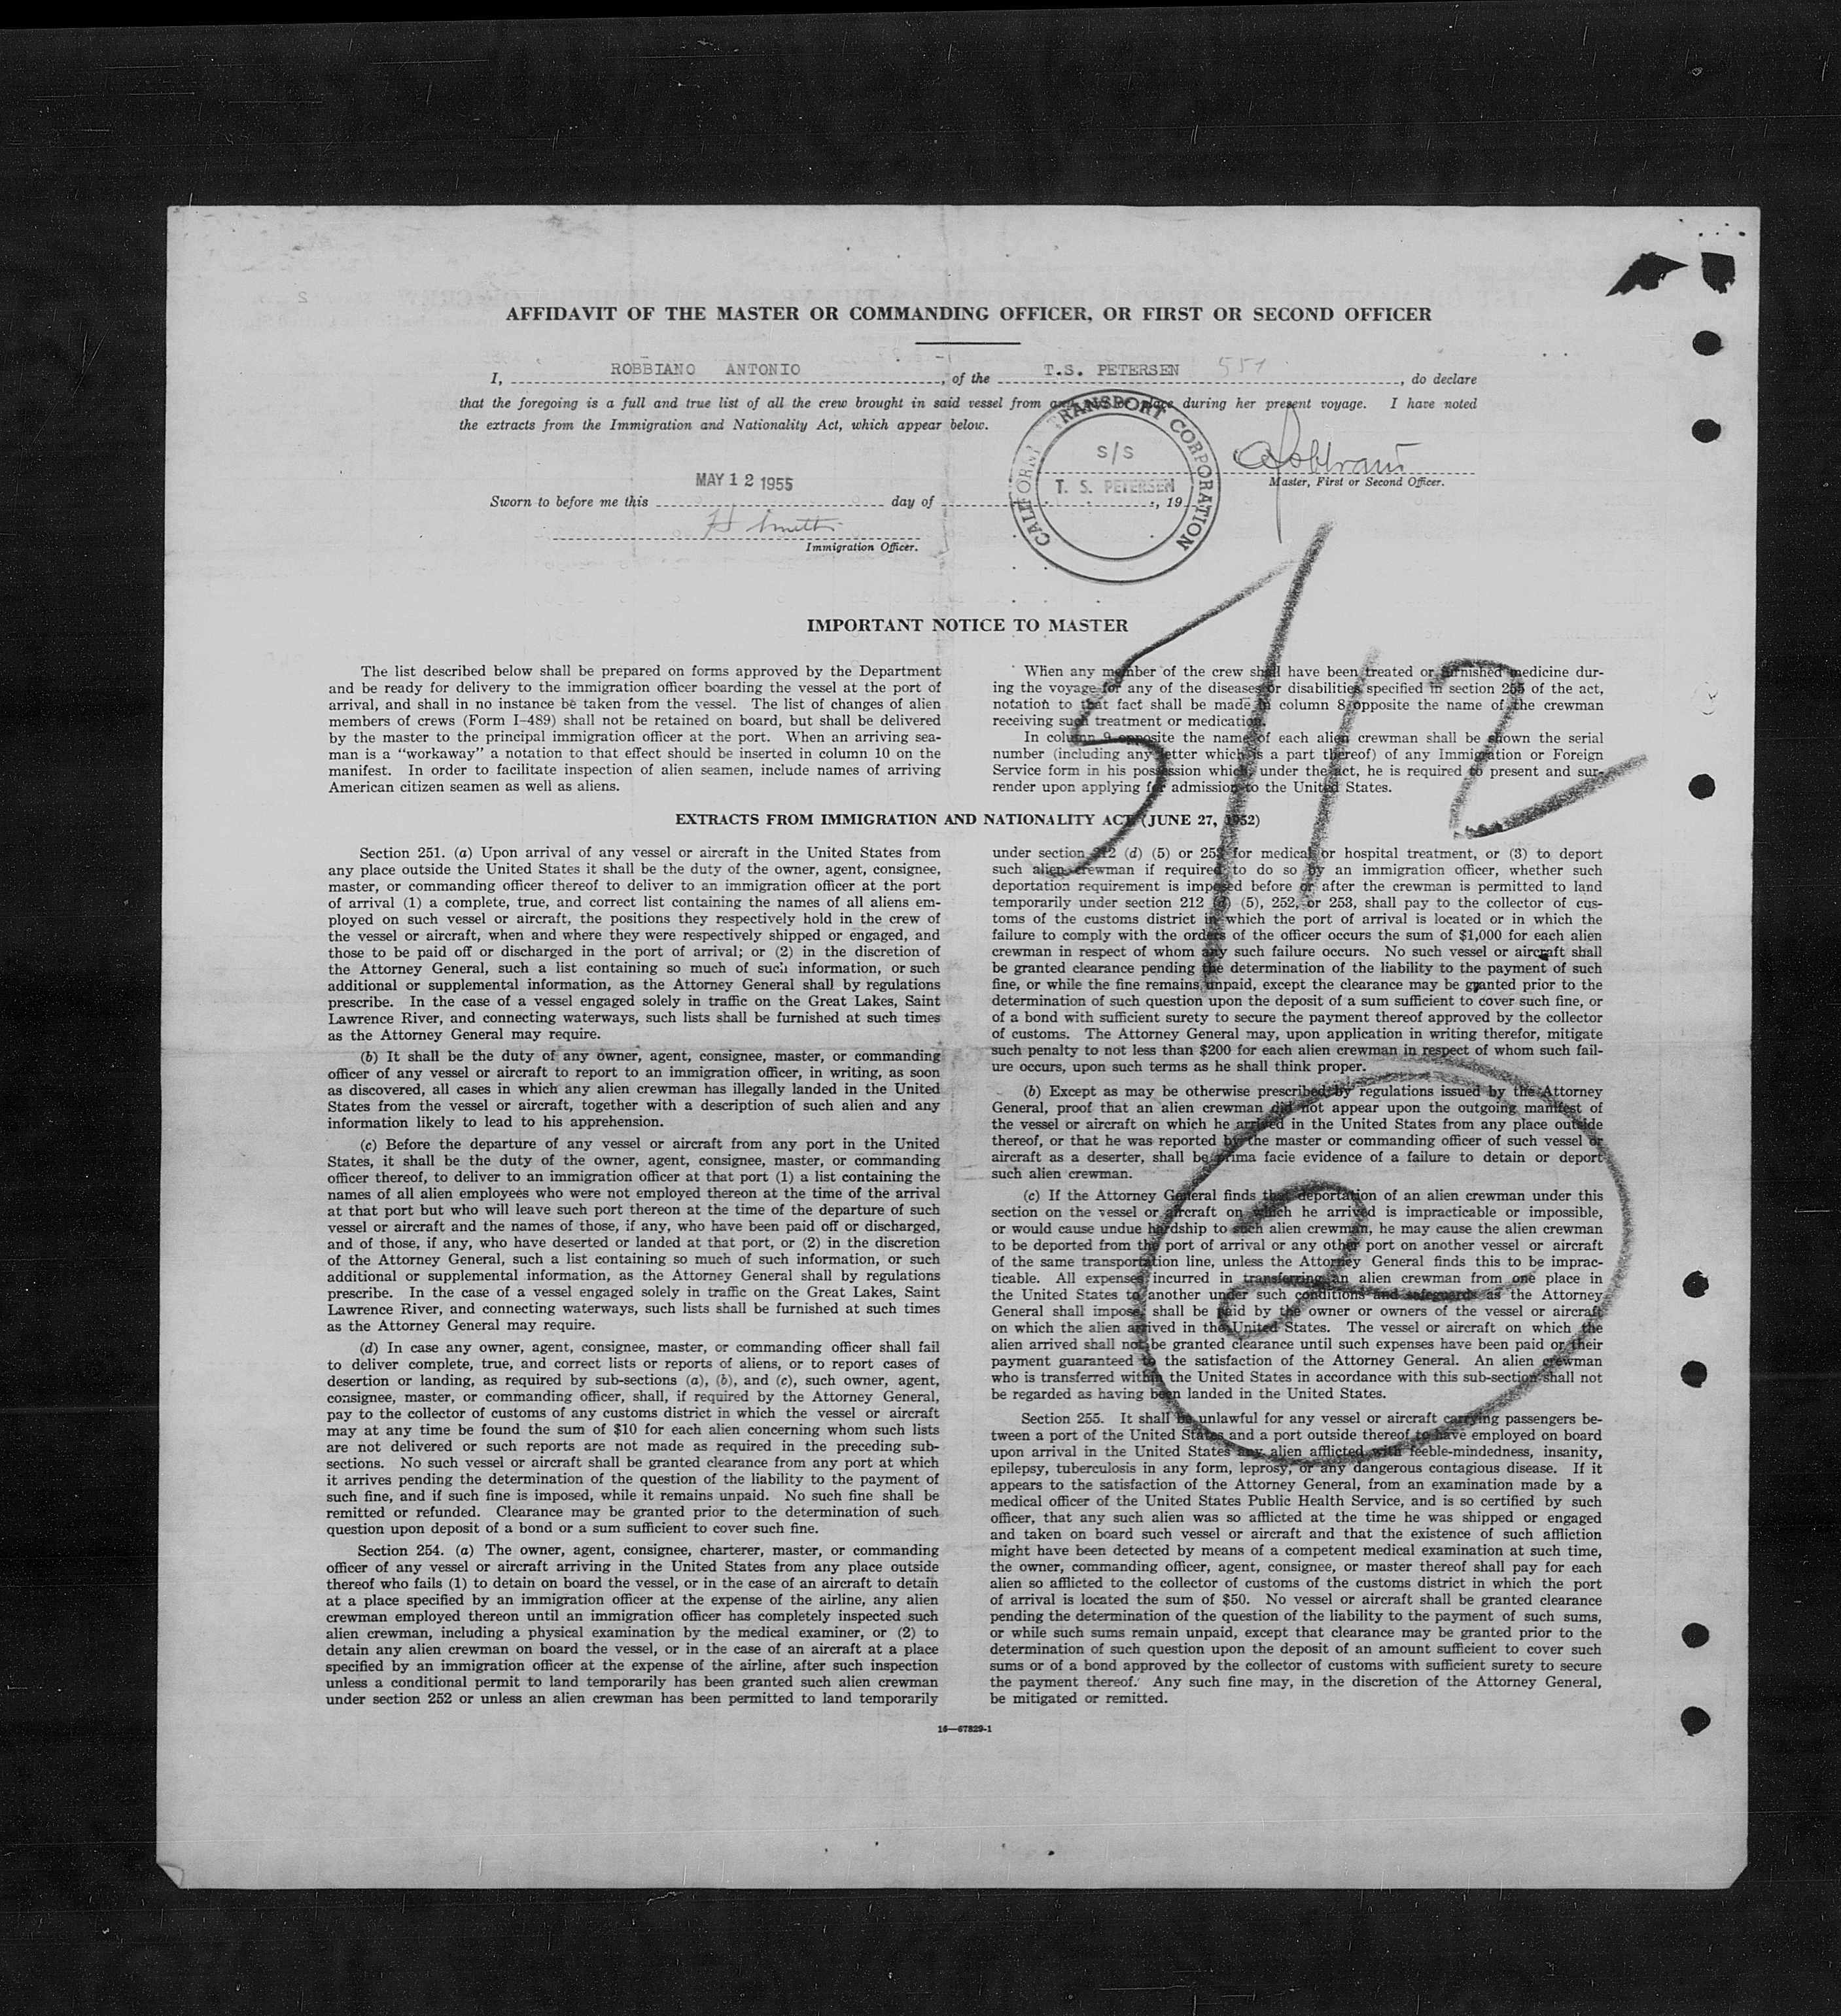 AFFIDAVIT OF THE MASTER OR COMMANDING OFFICER, OR FIRST OR SECOND OFFICER
I, ROBBIANO ANTONIO, of the T.S. PETERSEN 551, do declare
that the foregoing is a full and true list of all the crew brought in said vessel from any place during her present voyage. I have noted
the extracts from the Immigration and Nationality Act, which appear below.
CALIFORNI TRANSPORT CORPORATION
S/S
T. S. PETERSEN
Master, First or Second Officer.
MAY 12 1955
Sworn to before me this day of , 19
Smith
Immigration Officer.
5/12
IMPORTANT NOTICE TO MASTER
The list described below shall be prepared on forms approved by the Department
and be ready for delivery to the immigration officer boarding the vessel at the port of
arrival, and shall in no instance be taken from the vessel. The list of changes of alien
members of crews (Form I–489) shall not be retained on board, but shall be delivered
by the master to the principal immigration officer at the port. When an arriving sea-
man is a "workaway" a notation to that effect should be inserted in column 10 on the
manifest. In order to facilitate inspection of alien seamen, include names of arriving
American citizen seamen as well as aliens.
When any member of the crew shall have been treated or furnished medicine dur-
ing the voyage for any of the diseases or disabilities specified in section 255 of the act,
notation to that fact shall be made in column 8 opposite the name of the crewman
receiving such treatment or medication.
In column 9 opposite the name of each alien crewman shall be shown the serial
number (including any letter which is a part thereof) of any Immigration or Foreign
Service form in his possession which, under the act, he is required to present and sur-
render upon applying for admission to the United States.
EXTRACTS FROM IMMIGRATION AND NATIONALITY ACT (JUNE 27, 1952)
Section 251. (a) Upon arrival of any vessel or aircraft in the United States from
any place outside the United States it shall be the duty of the owner, agent, consignee,
master, or commanding officer thereof to deliver to an immigration officer at the port
of arrival (1) a complete, true, and correct list containing the names of all aliens em-
ployed on such vessel or aircraft, the positions they respectively hold in the crew of
the vessel or aircraft, when and where they were respectively shipped or engaged, and
those to be paid off or discharged in the port of arrival; or (2) in the discretion of
the Attorney General, such a list containing so much of such information, or such
additional or supplemental information, as the Attorney General shall by regulations
prescribe. In the case of a vessel engaged solely in traffic on the Great Lakes, Saint
Lawrence River, and connecting waterways, such lists shall be furnished at such times
as the Attorney General may require.
(b) It shall be the duty of any owner, agent, consignee, master, or commanding
officer of any vessel or aircraft to report to an immigration officer, in writing, as soon
as discovered, all cases in which any alien crewman has illegally landed in the United
States from the vessel or aircraft, together with a description of such alien and any
information likely to lead to his apprehension.
(c) Before the departure of any vessel or aircraft from any port in the United
States, it shall be the duty of the owner, agent, consignee, master, or commanding
officer thereof, to deliver to an immigration officer at that port (1) a list containing the
names of all alien employees who were not employed thereon at the time of the arrival
at that port but who will leave such port thereon at the time of the departure of such
vessel or aircraft and the names of those, if any, who have been paid off or discharged,
and of those, if any, who have deserted or landed at that port, or (2) in the discretion
of the Attorney General, such a list containing so much of such information, or such
additional or supplemental information, as the Attorney General shall by regulations
prescribe. In the case of a vessel engaged solely in traffic on the Great Lakes, Saint
Lawrence River, and connecting waterways, such lists shall be furnished at such times
as the Attorney General may require.
(d) In case any owner, agent, consignee, master, or commanding officer shall fail
to deliver complete, true, and correct lists or reports of aliens, or to report cases of
desertion or landing, as required by sub-sections (a), (b), and (c), such owner, agent,
consignee, master, or commanding officer, shall, if required by the Attorney General,
pay to the collector of customs of any customs district in which the vessel or aircraft
may at any time be found the sum of $10 for each alien concerning whom such lists
are not delivered or such reports are not made as required in the preceding sub-
sections. No such vessel or aircraft shall be granted clearance from any port at which
it arrives pending the determination of the question of the liability to the payment of
such fine, and if such fine is imposed, while it remains unpaid. No such fine shall be
remitted or refunded. Clearance may be granted prior to the determination of such
question upon deposit of a bond or a sum sufficient to cover such fine.
Section 254. (a) The owner, agent, consignee, charterer, master, or commanding
officer of any vessel or aircraft arriving in the United States from any place outside
thereof who fails (1) to detain on board the vessel, or in the case of an aircraft to detain
at a place specified by an immigration officer at the expense of the airline, any alien
crewman employed thereon until an immigration officer has completely inspected such
alien crewman, including a physical examination by the medical examiner, or (2) to
detain any alien crewman on board the vessel, or in the case of an aircraft at a place
specified by an immigration officer at the expense of the airline, after such inspection
unless a conditional permit to land temporarily has been granted such alien crewman
under section 252 or unless an alien crewman has been permitted to land temporarily
under section 212 (d) (5) or 253 for medical or hospital treatment, or (3) to deport
such alien crewman if required to do so by an immigration officer, whether such
deportation requirement is imposed before or after the crewman is permitted to land
temporarily under section 212 (d) (5), 252, or 253, shall pay to the collector of cus-
toms of the customs district in which the port of arrival is located or in which the
failure to comply with the orders of the officer occurs the sum of $1,000 for each alien
crewman in respect of whom any such failure occurs. No such vessel or aircraft shall
be granted clearance pending the determination of the liability to the payment of such
fine, or while the fine remains unpaid, except the clearance may be granted prior to the
determination of such question upon the deposit of a sum sufficient to cover such fine, or
of a bond with sufficient surety to secure the payment thereof approved by the collector
of customs. The Attorney General may, upon application in writing therefor, mitigate
such penalty to not less than $200 for each alien crewman in respect of whom such fail-
ure occurs, upon such terms as he shall think proper.
(b) Except as may be otherwise prescribed by regulations issued by the Attorney
General, proof that an alien crewman did not appear upon the outgoing manifest of
the vessel or aircraft on which he arrived in the United States from any place outside
thereof, or that he was reported by the master or commanding officer of such vessel or
aircraft as a deserter, shall be prima facie evidence of a failure to detain or deport
such alien crewman.
(c) If the Attorney General finds that deportation of an alien crewman under this
section on the vessel or aircraft on which he arrived is impracticable or impossible,
or would cause undue hardship to such alien crewman, he may cause the alien crewman
to be deported from the port of arrival or any other port on another vessel or aircraft
of the same transportation line, unless the Attorney General finds this to be imprac-
ticable. All expenses incurred in transferring an alien crewman from one place in
the United States to another under such conditions and safeguards as the Attorney
General shall impose, shall be paid by the owner or owners of the vessel or aircraft
on which the alien arrived in the United States. The vessel or aircraft on which the
alien arrived shall not be granted clearance until such expenses have been paid or their
payment guaranteed to the satisfaction of the Attorney General. An alien crewman
who is transferred within the United States in accordance with this sub-section shall not
be regarded as having been landed in the United States.
2
Section 255. It shall be unlawful for any vessel or aircraft carrying passengers be-
tween a port of the United States and a port outside thereof to have employed on board
upon arrival in the United States any alien afflicted with feeble-mindedness, insanity,
epilepsy, tuberculosis in any form, leprosy, or any dangerous contagious disease. If it
appears to the satisfaction of the Attorney General, from an examination made by a
medical officer of the United States Public Health Service, and is so certified by such
officer, that any such alien was so afflicted at the time he was shipped or engaged
and taken on board such vessel or aircraft and that the existence of such affliction
might have been detected by means of a competent medical examination at such time,
the owner, commanding officer, agent, consignee, or master thereof shall pay for each
alien so afflicted to the collector of customs of the customs district in which the port
of arrival is located the sum of $50. No vessel or aircraft shall be granted clearance
pending the determination of the question of the liability to the payment of such sums,
or while such sums remain unpaid, except that clearance may be granted prior to the
determination of such question upon the deposit of an amount sufficient to cover such
sums or of a bond approved by the collector of customs with sufficient surety to secure
the payment thereof. Any such fine may, in the discretion of the Attorney General,
be mitigated or remitted.
16—67829-1